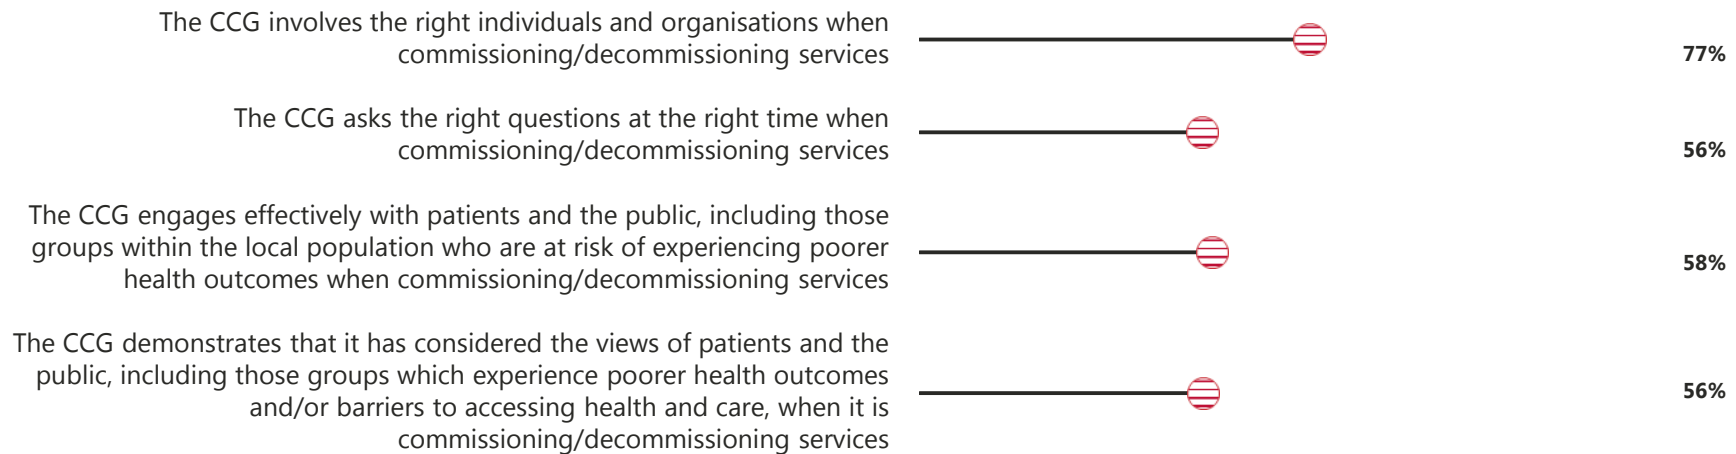 The CCG involves the right individuals and organisations when
commissioning/decommissioning services
77%
The CCG asks the right questions at the right time when
commissioning/decommissioning services
56%
The CCG engages effectively with patients and the public, including those
groups within the local population who are at risk of experiencing poorer
health outcomes when commissioning/decommissioning services
58%
The CCG demonstrates that it has considered the views of patients and the
public, including those groups which experience poorer health outcomes
and/or barriers to accessing health and care, when it is
commissioning/decommissioning services
56%